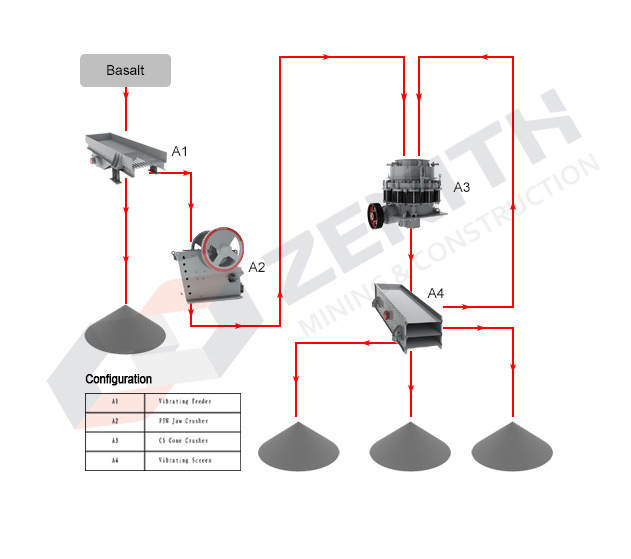 Basalt
A1
A2
A3
A4
ZENITH
MINING & CONSTRUCTION
Configuration
A1 Vibrating Feeder
A2 PEW Jaw Crusher
A3 CS Cone Crusher
A4 Vibrating Screen